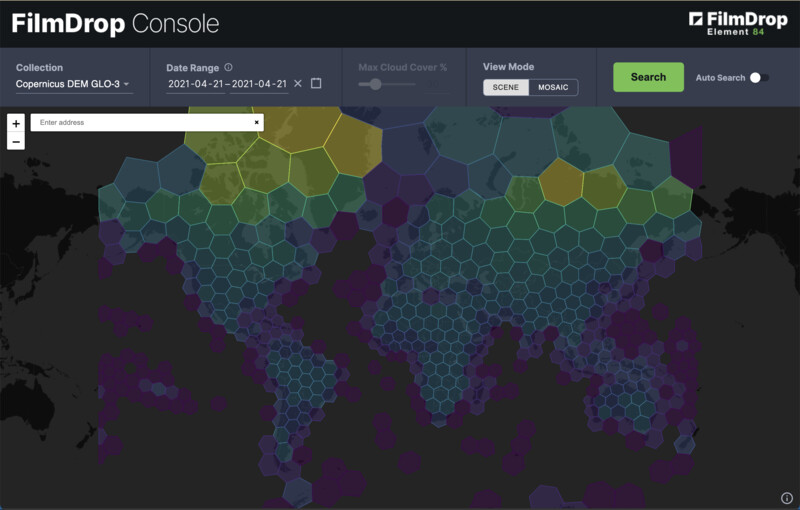 FilmDrop Console
FilmDrop
Element 84
Collection
Date Range
Max Cloud Cover %
View Mode
Copernicus DEM GLO-3
2021-04-21 – 2021-04-21
SCENE
MOSAIC
Search
Auto Search
+
Enter address
−